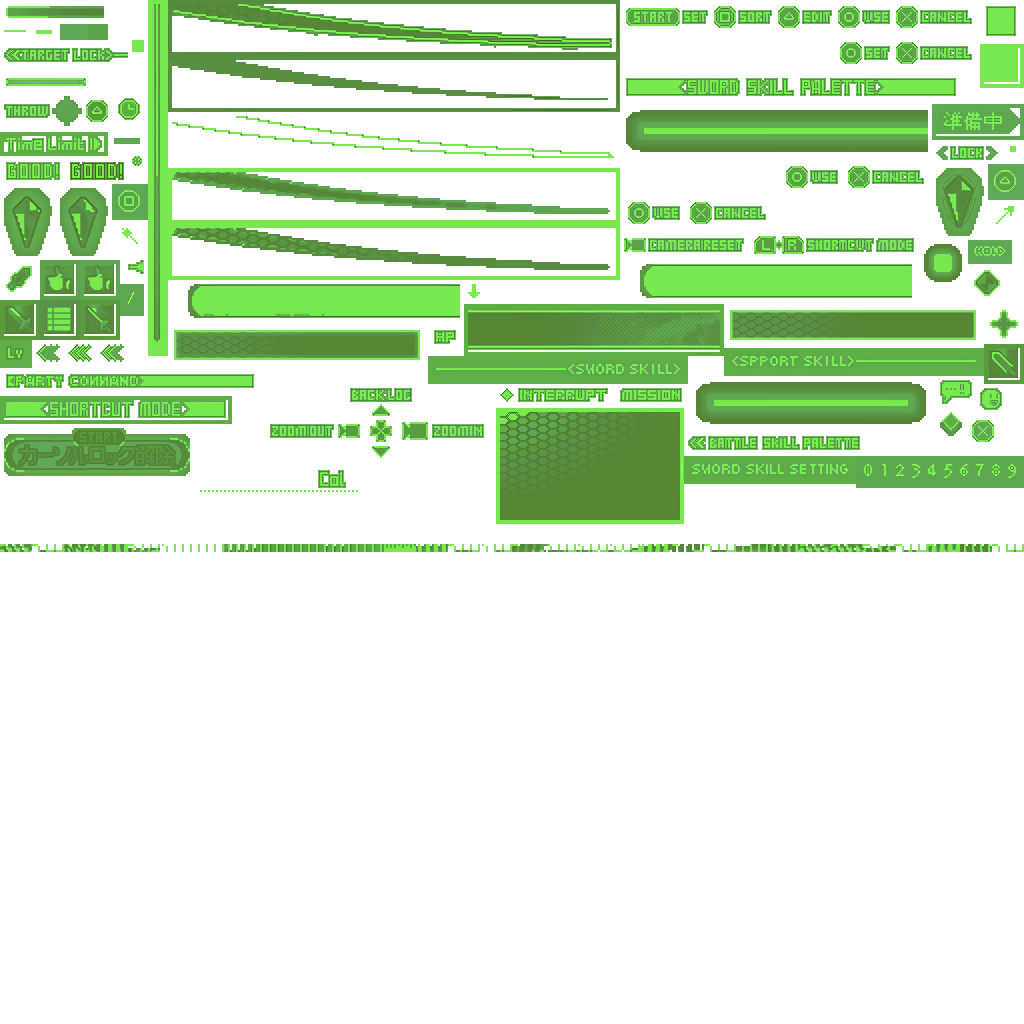 START SET SORT EDIT USE CANCEL
<<TARGET LOCK>>
SET CANCEL
<SWORD SKILL PALETTE>
THROW
準備中
Time Limit
<LOCK>
GOOD! GOOD!
USE CANCEL
USE CANCEL
CAMERA RESET L+R SHORTCUT MODE
HOLD
HP
Lv
<SWORD SKILL>
<SPPORT SKILL>
<PARTY COMMAND>
BACKLOG
INTERRUPT MISSION
<SHORTCUT MODE>
ZOOMOUT ZOOMIN
START
カーソルロック解除
BATTLE SKILL PALETTE
SWORD SKILL SETTING 0 1 2 3 4 5 6 7 8 9
Col